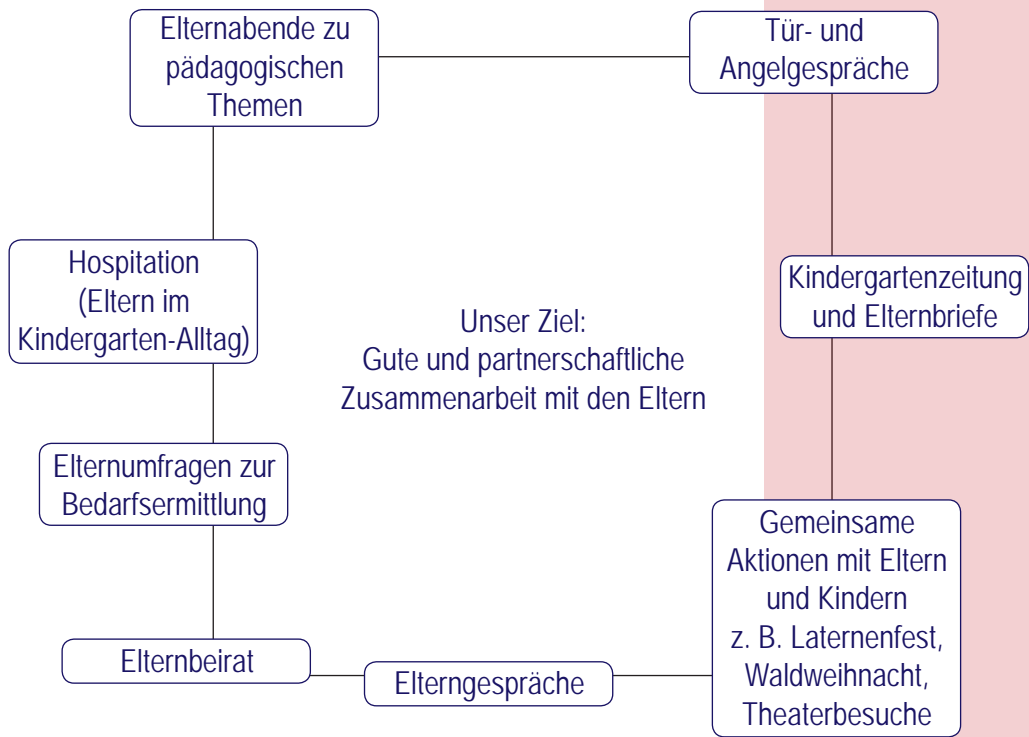 Elternabende zu
pädagogischen
Themen
Tür- und
Angelgespräche
Hospitation
(Eltern im
Kindergarten-Alltag)
Kindergartenzeitung
und Elternbriefe
Unser Ziel:
Gute und partnerschaftliche
Zusammenarbeit mit den Eltern
Elternumfragen zur
Bedarfsermittlung
Gemeinsame
Aktionen mit Eltern
und Kindern
z. B. Laternenfest,
Waldweihnacht,
Theaterbesuche
Elternbeirat
Elterngespräche